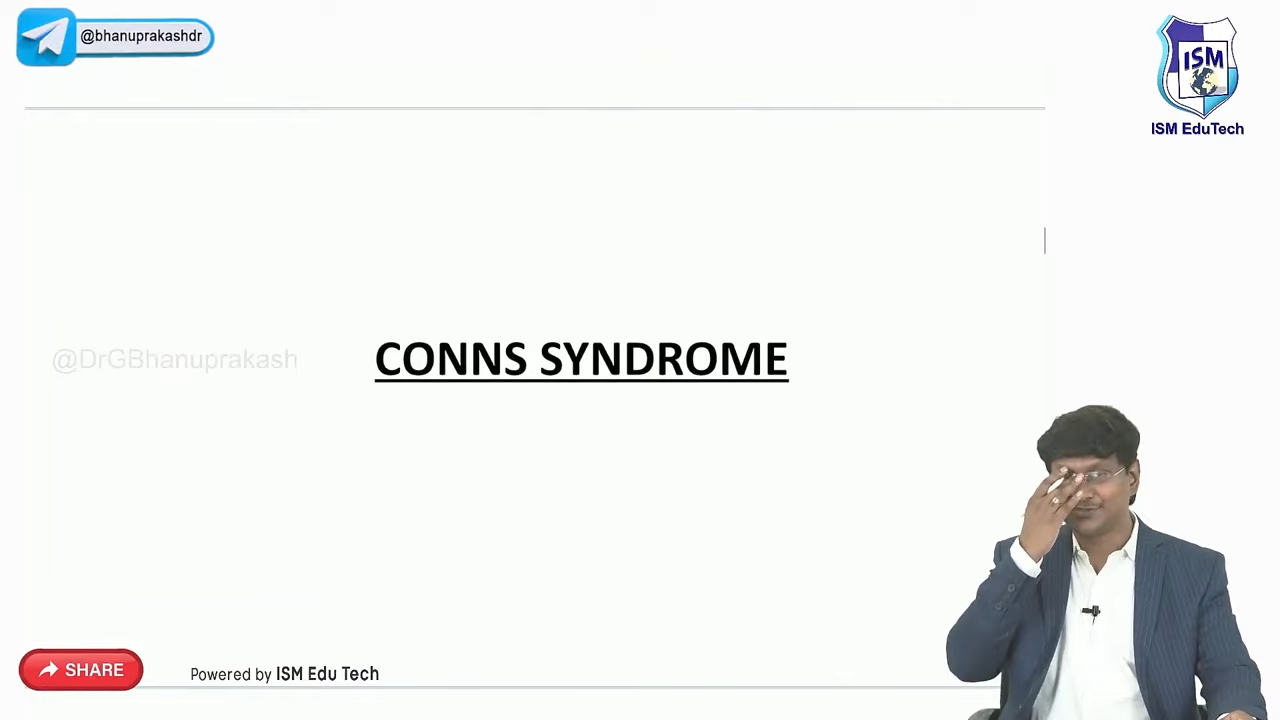 @bhanuprakashdr
ISM
ISM EduTech
@DrGBhanuprakash
CONNS SYNDROME
SHARE
Powered by ISM Edu Tech